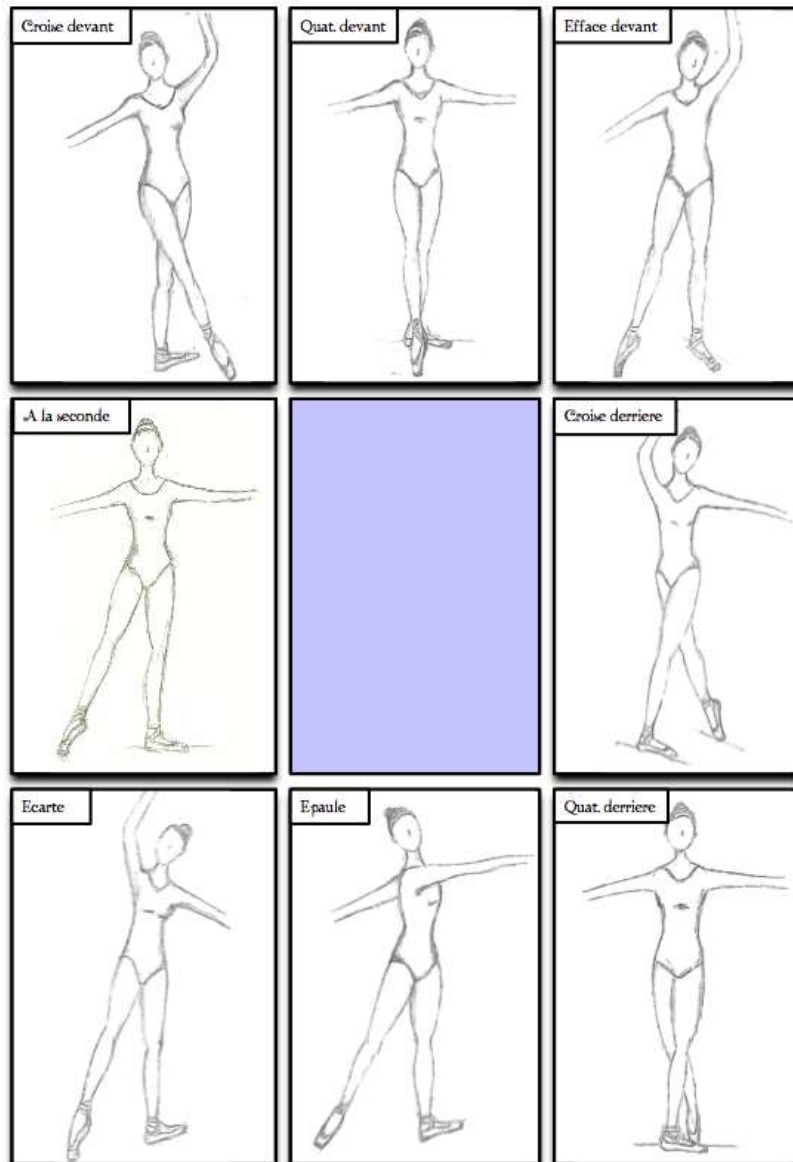 Croise devant
Quat. devant
Efface devant
A la seconde
Croise derriere
Ecarte
Epaule
Quat. derriere